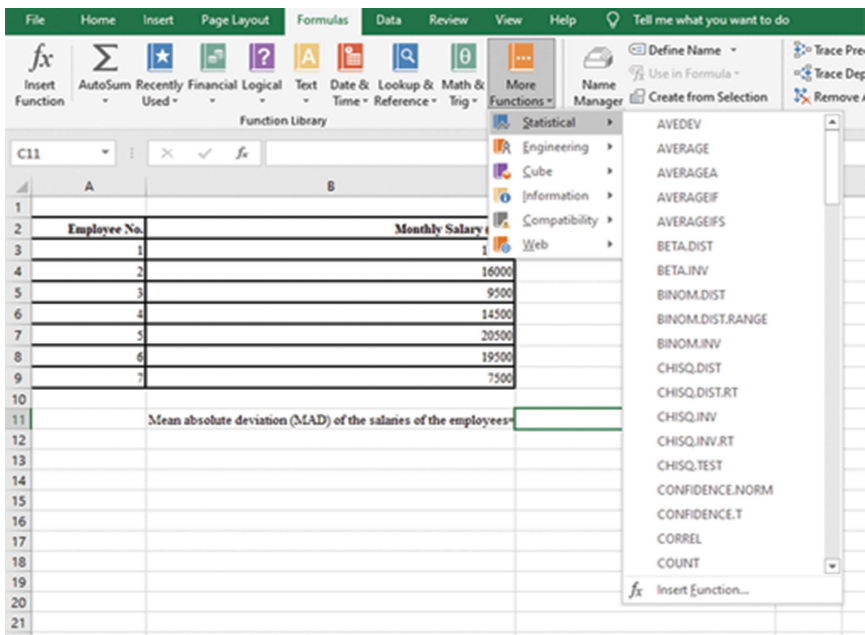 File Home Insert Page Layout Formulas Data Review View Help Tell me what you want to do
fx Insert Function
Σ AutoSum
Recently Used
Financial
Logical
Text
Date & Time
Lookup & Reference
Math & Trig
More Functions
Name Manager
Define Name
Use in Formula
Create from Selection
Trace Pre
Trace Dep
Remove A
Function Library
C11 fx
A B
1
2 Employee No. Monthly Salary
3 1 1
4 2 16000
5 3 9500
6 4 14500
7 5 20500
8 6 19500
9 7 7500
10
11 Mean absolute deviation (MAD) of the salaries of the employees=
12
13
14
15
16
17
18
19
20
21
Statistical
Engineering
Cube
Information
Compatibility
Web
AVEDEV
AVERAGE
AVERAGEA
AVERAGEIF
AVERAGEIFS
BETA.DIST
BETA.INV
BINOM.DIST
BINOM.DIST.RANGE
BINOM.INV
CHISQ.DIST
CHISQ.DIST.RT
CHISQ.INV
CHISQ.INV.RT
CHISQ.TEST
CONFIDENCE.NORM
CONFIDENCE.T
CORREL
COUNT
fx Insert Function...